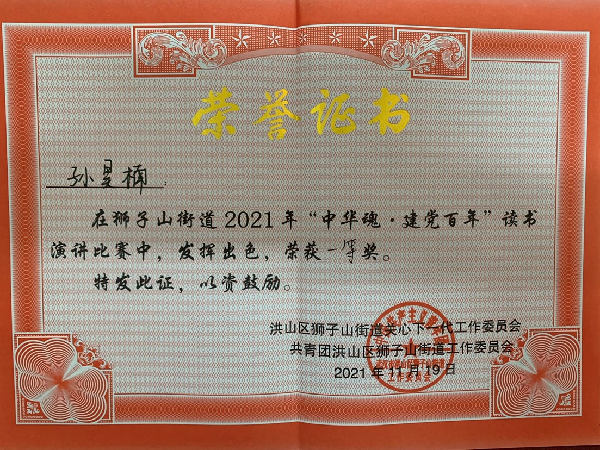 荣誉证书
孙昱楠：
在狮子山街道2021年“中华魂·建党百年”读书
演讲比赛中，发挥出色，荣获一等奖。
特发此证，以资鼓励。
洪山区狮子山街道关心下一代工作委员会
共青团洪山区狮子山街道工作委员会
2021年11月19日